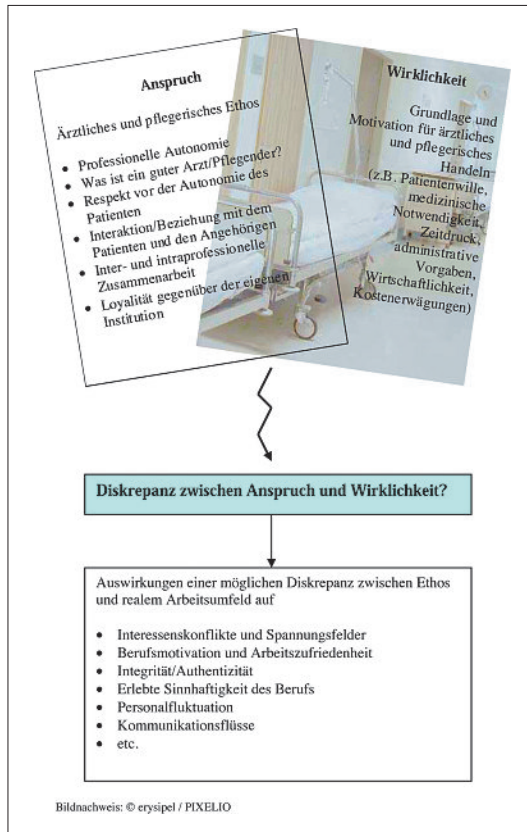 Anspruch
Ärztliches und pflegerisches Ethos
• Professionelle Autonomie
• Was ist ein guter Arzt/Pflegender?
• Respekt vor der Autonomie des
Patienten
• Interaktion/Beziehung mit dem
Patienten und den Angehörigen
• Inter- und intraprofessionelle
Zusammenarbeit
• Loyalität gegenüber der eigenen
Institution
Wirklichkeit
Grundlage und
Motivation für ärztliches
und pflegerisches
Handeln
(z.B. Patientenwille,
medizinische
Notwendigkeit,
Zeitdruck,
administrative
Vorgaben,
Wirtschaftlichkeit,
Kostenerwägungen)
Diskrepanz zwischen Anspruch und Wirklichkeit?
Auswirkungen einer möglichen Diskrepanz zwischen Ethos
und realem Arbeitsumfeld auf
• Interessenskonflikte und Spannungsfelder
• Berufsmotivation und Arbeitszufriedenheit
• Integrität/Authentizität
• Erlebte Sinnhaftigkeit des Berufs
• Personalfluktuation
• Kommunikationsflüsse
• etc.
Bildnachweis: © erysipel / PIXELIO